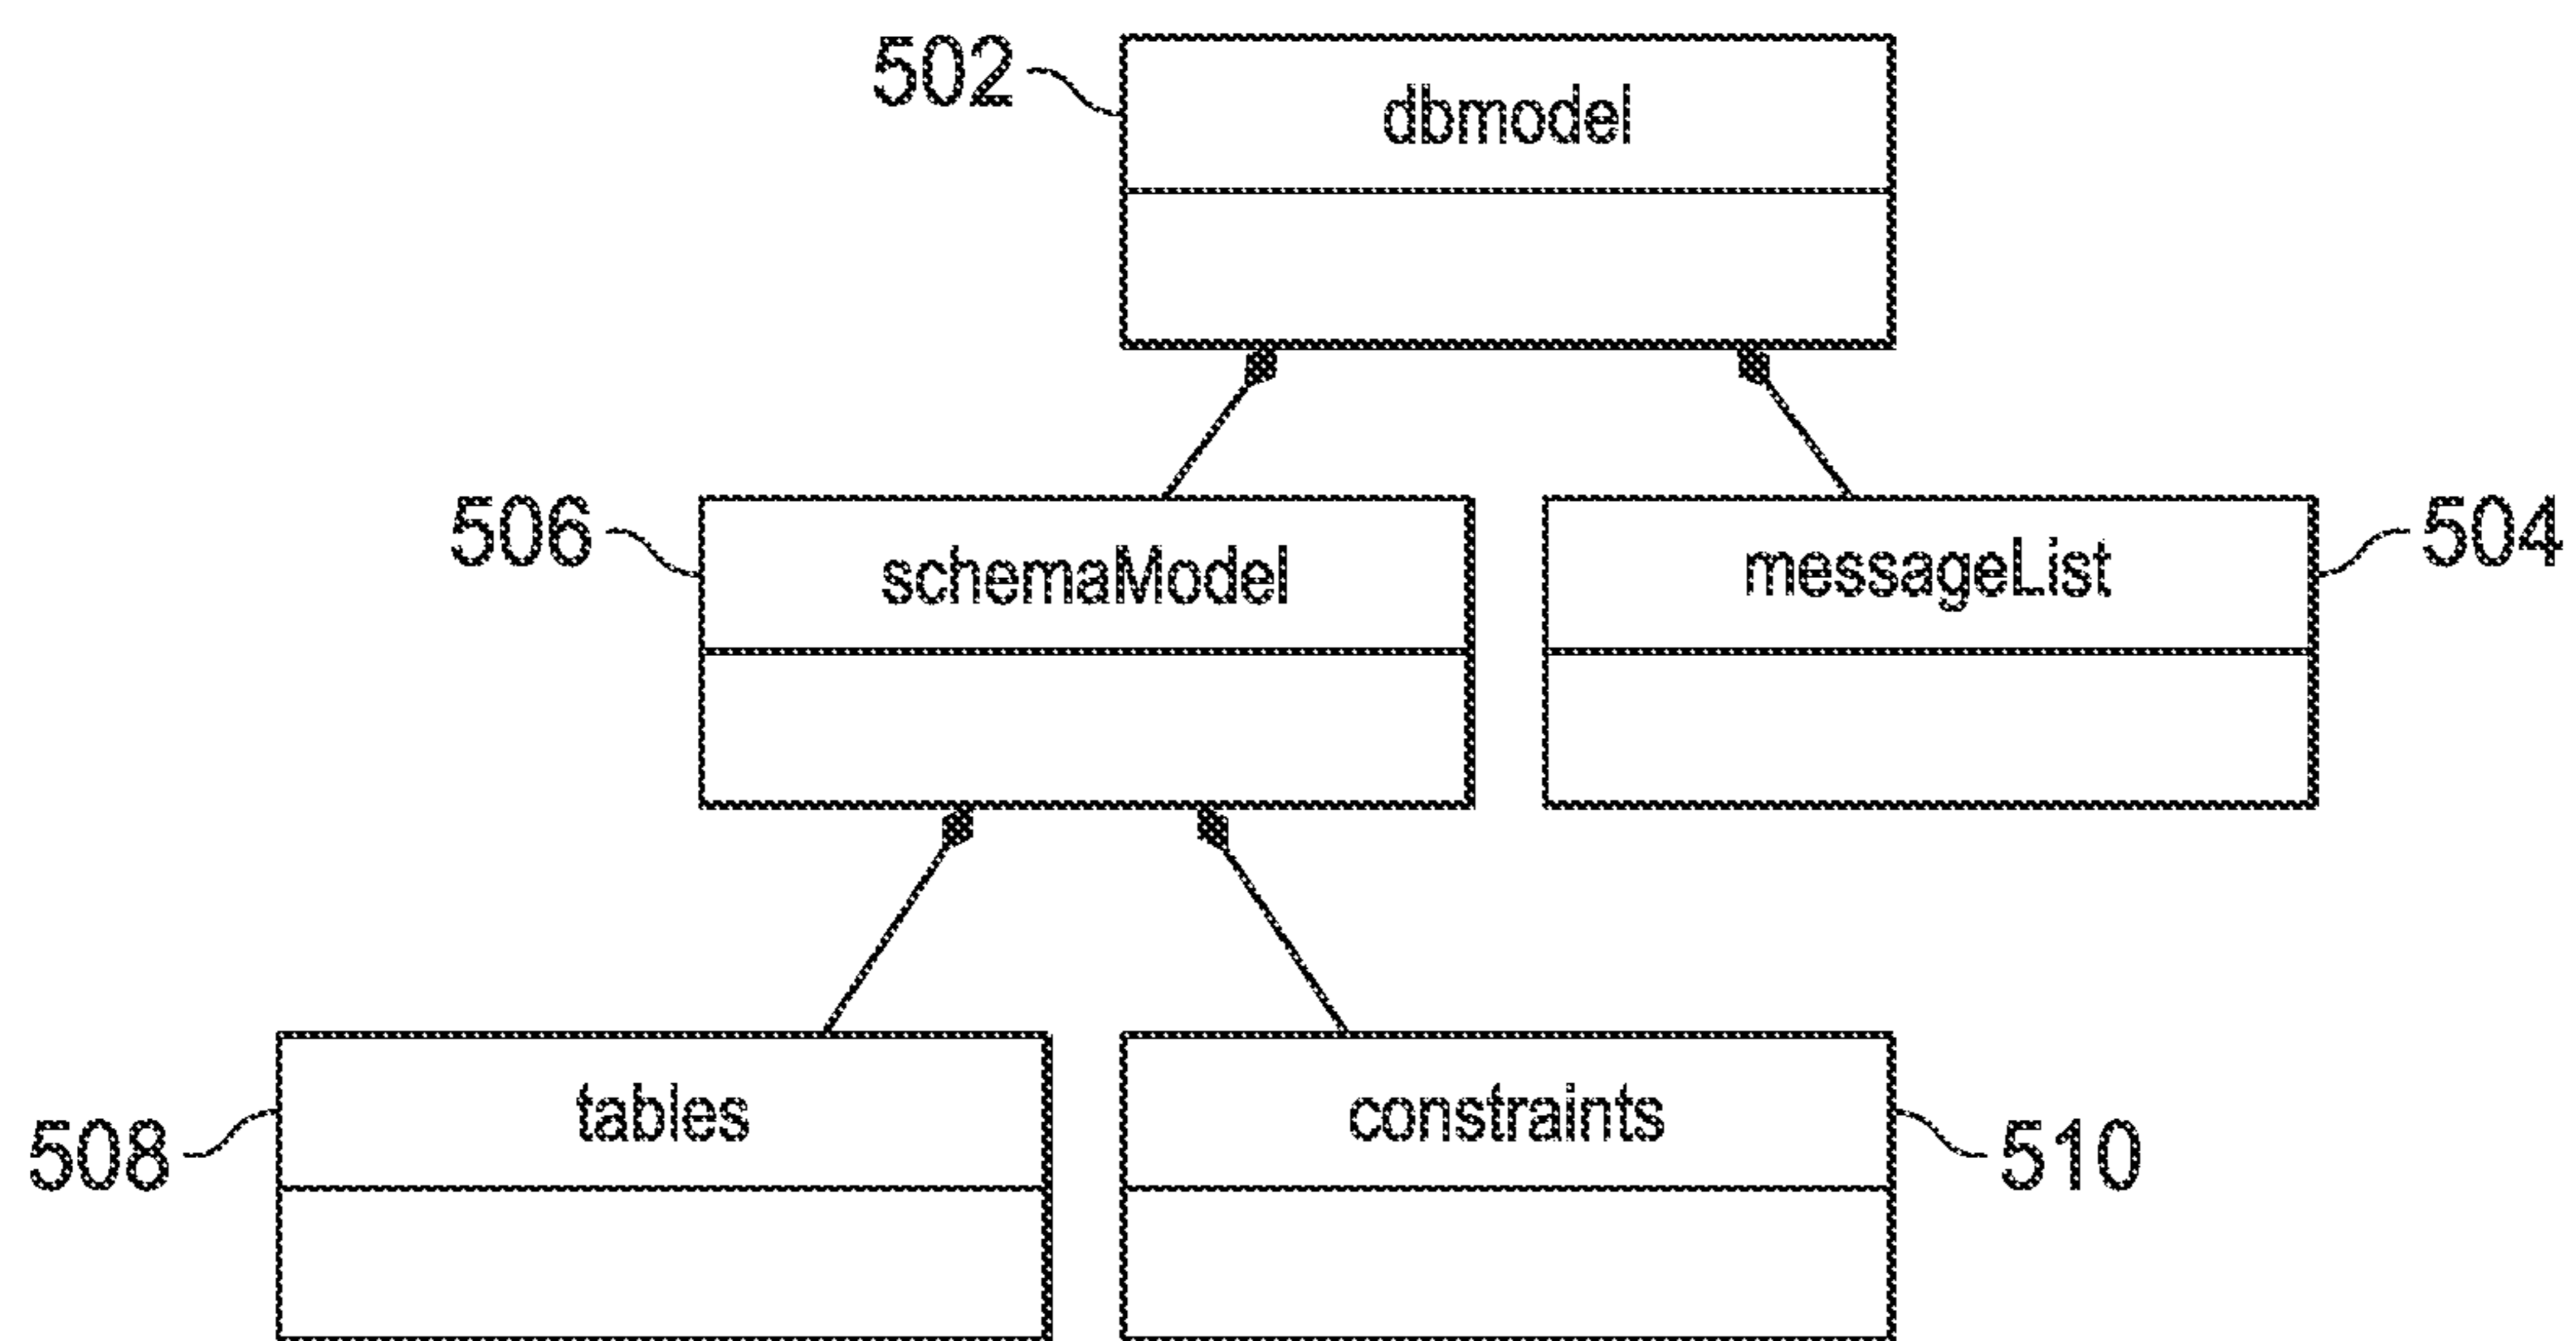 502
dbmodel
506
schemaModel
messageList
504
508
tables
constraints
510